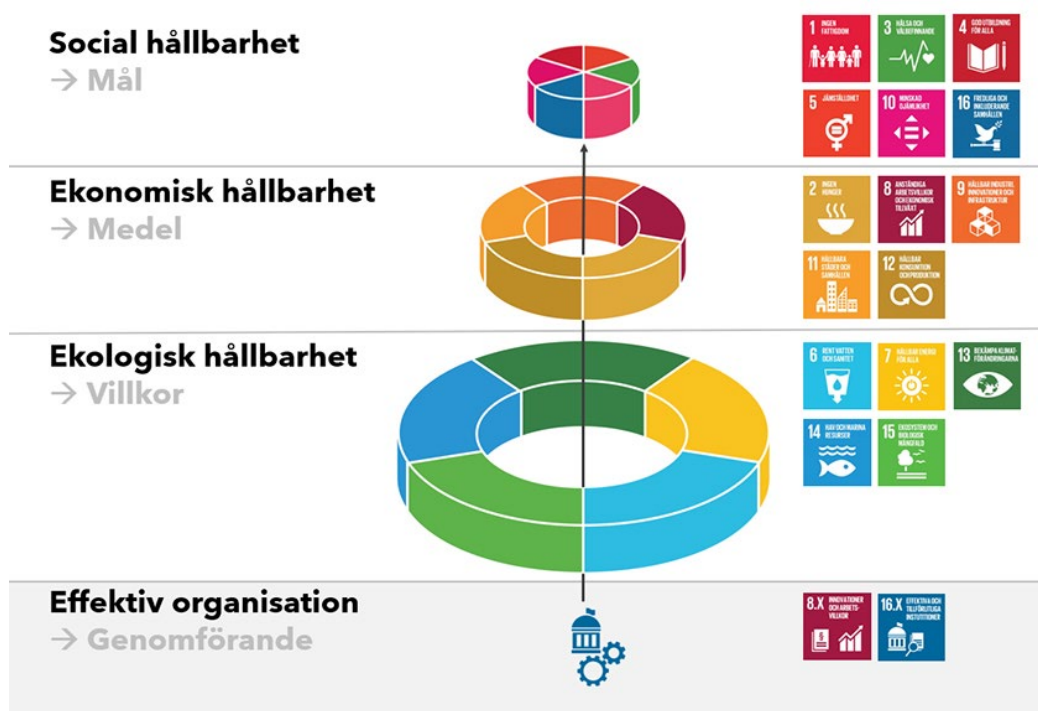 Social hållbarhet
→ Mål
1 INGEN
FATTIGDOM
3 HÄLSA OCH
VÄLBEFINNANDE
4 GOD UTBILDNING
FÖR ALLA
5 JÄMSTÄLLDHET
10 MINSKAD
OJÄMLIKHET
16 FREDLIGA OCH
INKLUDERANDE
SAMHÄLLEN
Ekonomisk hållbarhet
→ Medel
2 INGEN
HUNGER
8 ANSTÄNDIGA
ARBETSVILLKOR
OCH EKONOMISK
TILLVÄXT
9 HÅLLBAR INDUSTRI,
INNOVATIONER OCH
INFRASTRUKTUR
11 HÅLLBARA
STÄDER OCH
SAMHÄLLEN
12 HÅLLBAR
KONSUMTION
OCH PRODUKTION
Ekologisk hållbarhet
→ Villkor
6 RENT VATTEN
OCH SANITET
7 HÅLLBAR ENERGI
FÖR ALLA
13 BEKÄMPA KLIMAT-
FÖRÄNDRINGARNA
14 HAV OCH MARINA
RESURSER
15 EKOSYSTEM OCH
BIOLOGISK
MÅNGFALD
Effektiv organisation
→ Genomförande
8.X INNOVATIONER
OCH ARBETS-
VILLKOR
16.X EFFEKTIVA OCH
TILLFÖRLITLIGA
INSTITUTIONER